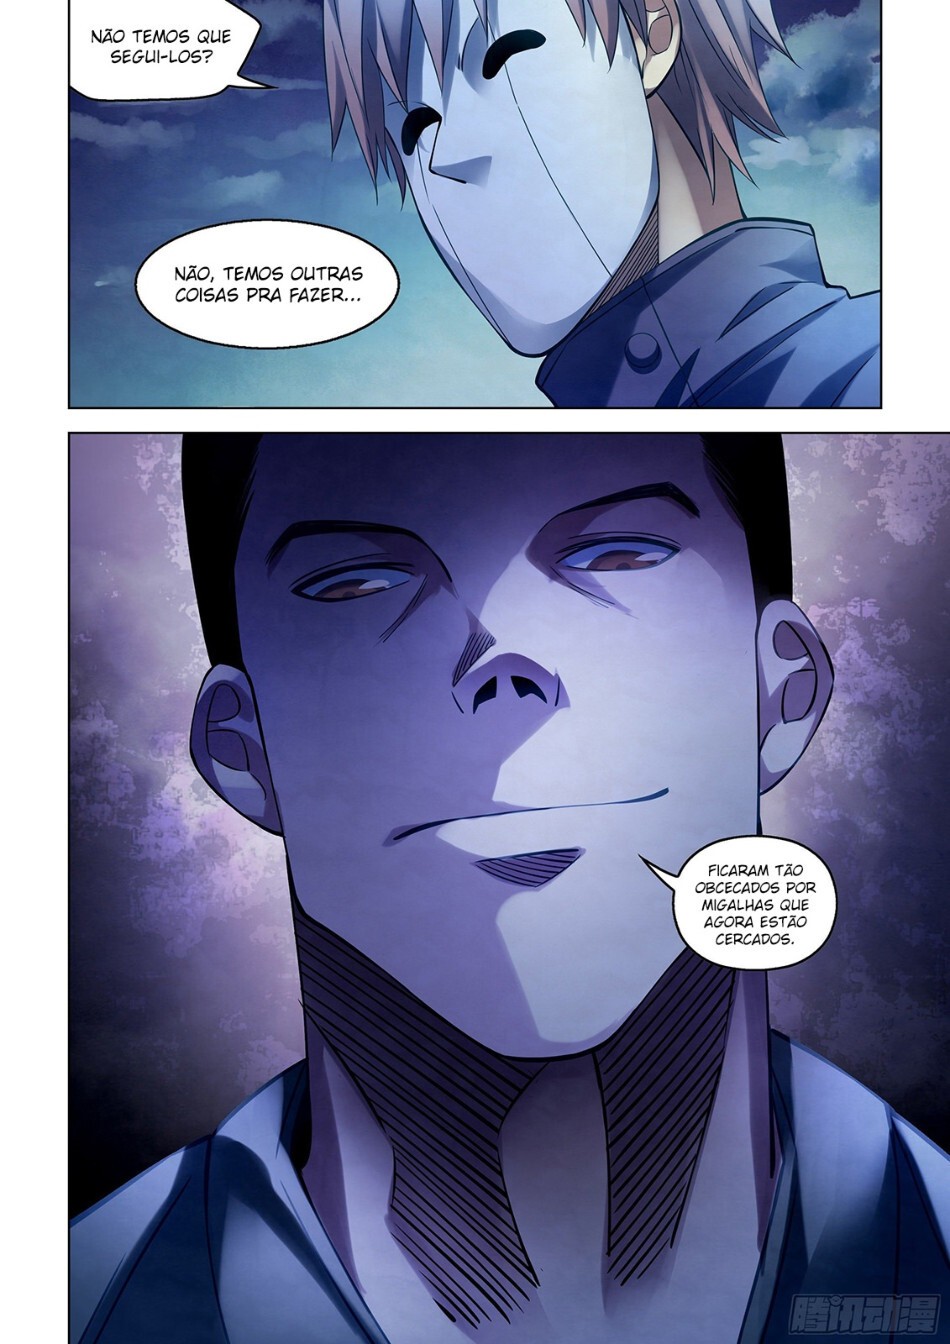 NÃO TEMOS QUE
SEGUI-LOS?
NÃO, TEMOS OUTRAS
COISAS PRA FAZER...
FICARAM TÃO
OBCECADOS POR
MIGALHAS QUE
AGORA ESTÃO
CERCADOS.
腾讯动漫